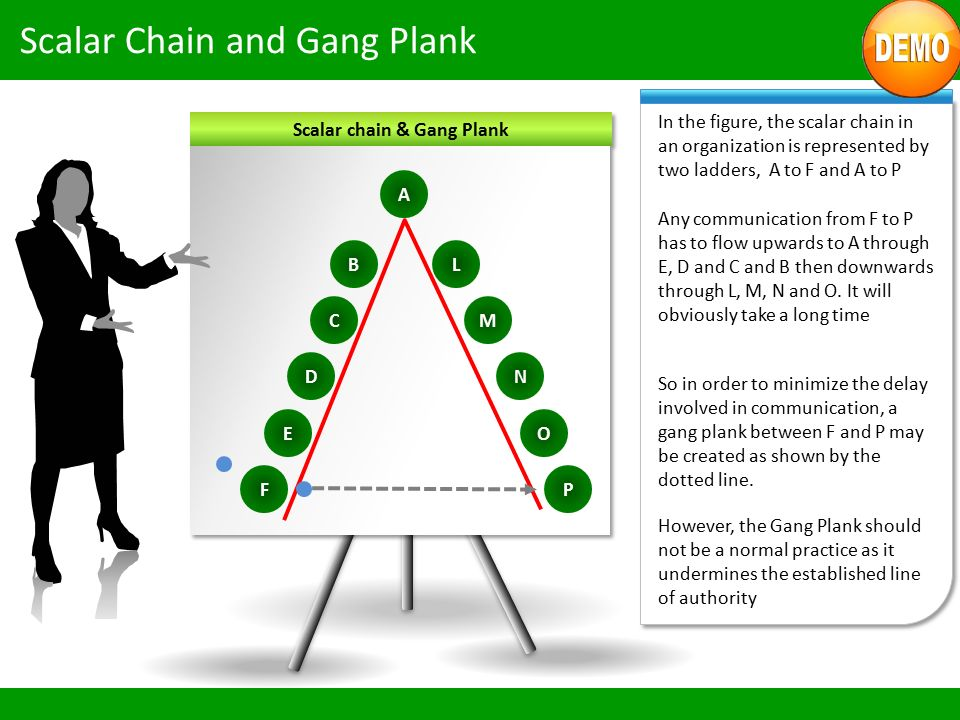 Scalar Chain and Gang Plank
DEMO
Scalar chain & Gang Plank
A
B L
C M
D N
E O
F P
In the figure, the scalar chain in
an organization is represented by
two ladders, A to F and A to P
Any communication from F to P
has to flow upwards to A through
E, D and C and B then downwards
through L, M, N and O. It will
obviously take a long time
So in order to minimize the delay
involved in communication, a
gang plank between F and P may
be created as shown by the
dotted line.
However, the Gang Plank should
not be a normal practice as it
undermines the established line
of authority